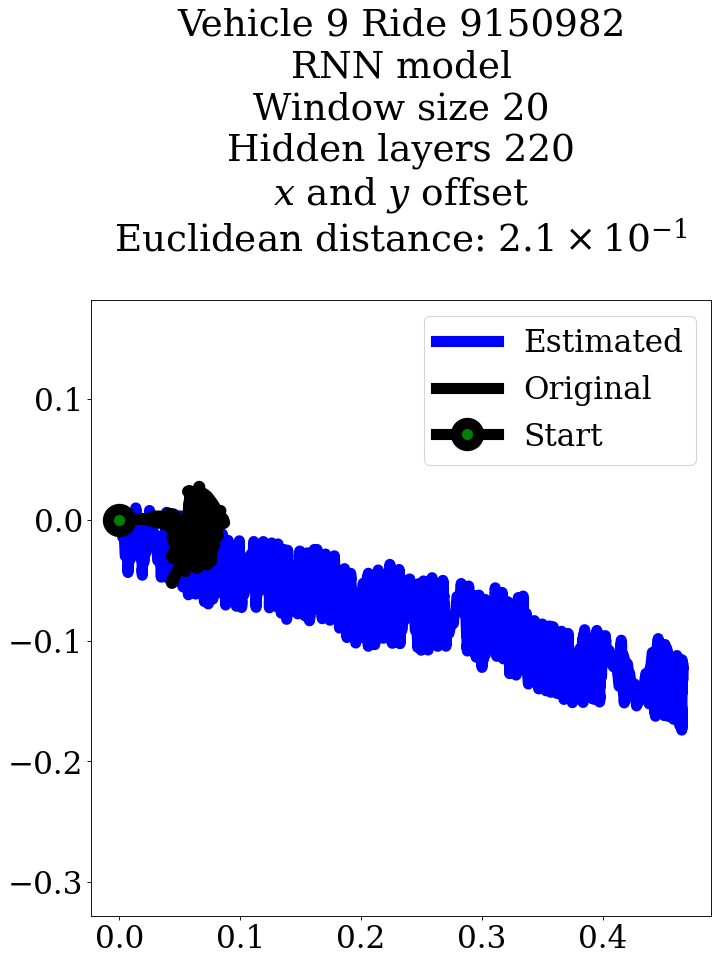 Vehicle 9 Ride 9150982
RNN model
Window size 20
Hidden layers 220
x and y offset
Euclidean distance: 2.1 × 10⁻¹
Estimated
Original
Start
0.1
0.0
−0.1
−0.2
−0.3
0.0 0.1 0.2 0.3 0.4